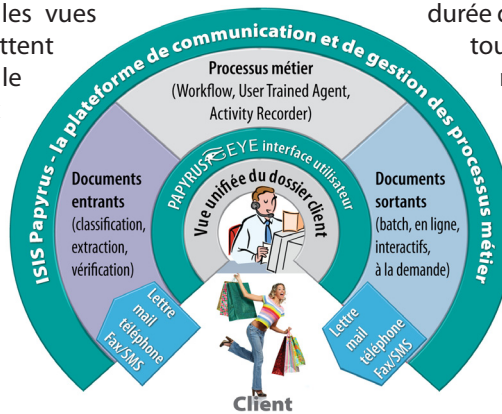 les vues
ttent
le
durée d
tou
ISIS Papyrus - la plateforme de communication et de gestion des processus métier
Processus métier
(Workflow, User Trained Agent,
Activity Recorder)
PAPYRUS EYE interface utilisateur
Vue unifiée du dossier client
Documents
entrants
(classification,
extraction,
vérification)
Documents
sortants
(batch, en ligne,
interactifs,
à la demande)
Lettre
mail
téléphone
Fax/SMS
Lettre
mail
téléphone
Fax/SMS
Client